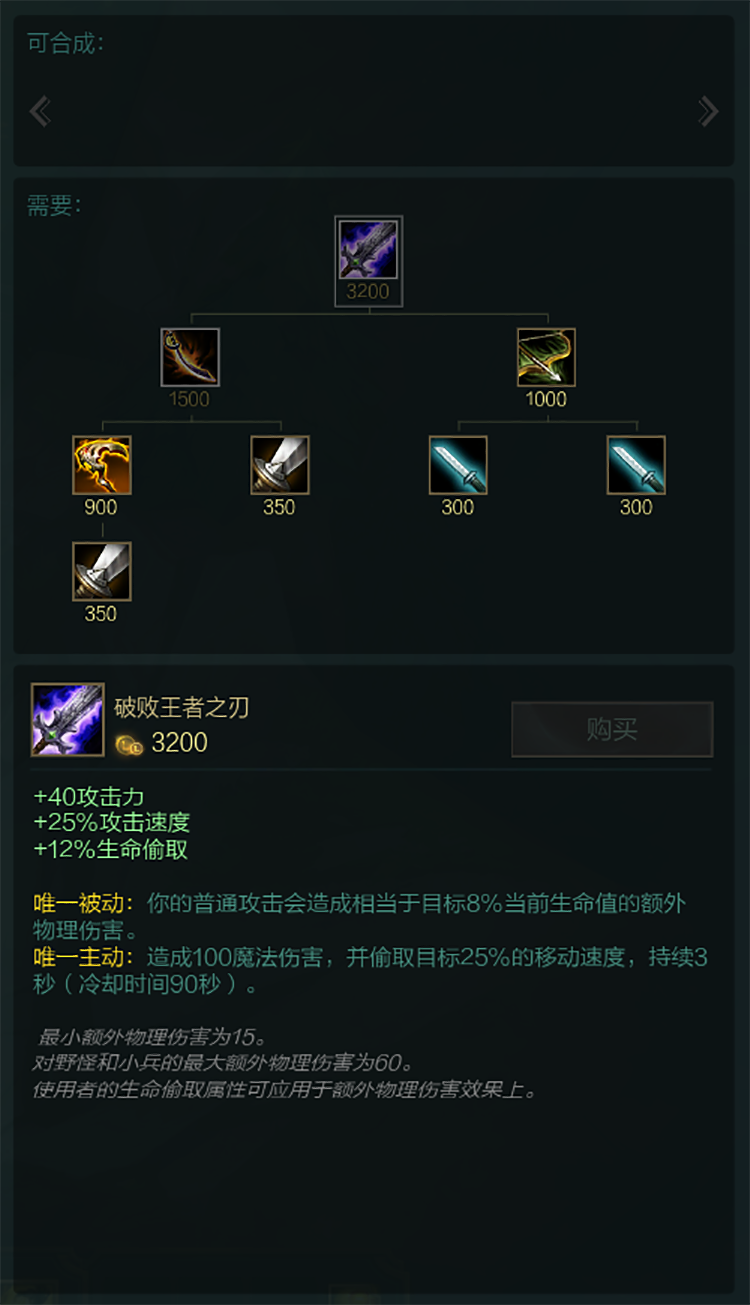 可合成：
需要：
3200
1500
1000
900
350
300
300
350
破败王者之刃
3200
购买
+40攻击力
+25%攻击速度
+12%生命偷取
唯一被动：你的普通攻击会造成相当于目标8%当前生命值的额外
物理伤害。
唯一主动：造成100魔法伤害，并偷取目标25%的移动速度，持续3
秒（冷却时间90秒）。
最小额外物理伤害为15。
对野怪和小兵的最大额外物理伤害为60。
使用者的生命偷取属性可应用于额外物理伤害效果上。